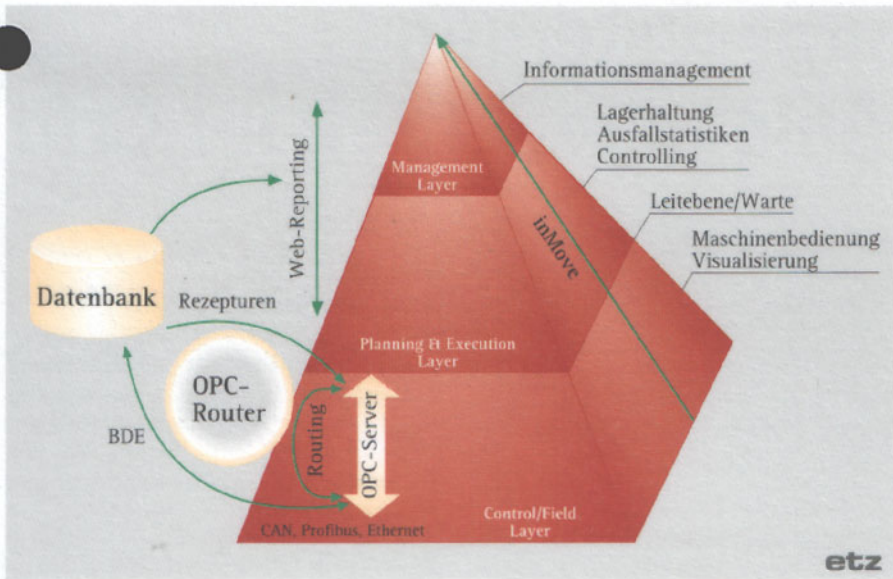 Informationsmanagement
Lagerhaltung
Ausfallstatistiken
Controlling
Leitebene/Warte
Maschinenbedienung
Visualisierung
Management
Layer
Web-Reporting
inMove
Datenbank
Rezepturen
Planning & Execution
Layer
OPC-
Router
BDE
Routing
OPC-Server
Control/Field
Layer
CAN, Profibus, Ethernet
etz